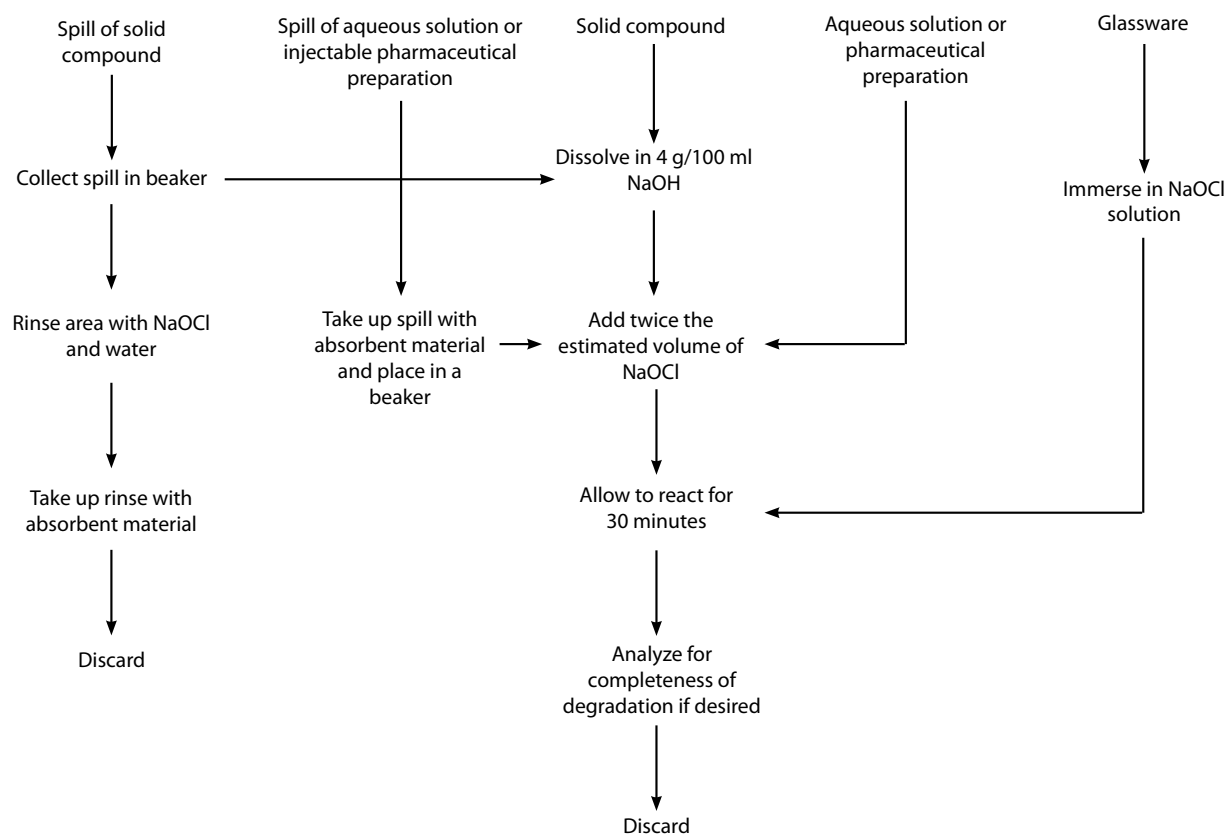 Spill of solid
compound
Spill of aqueous solution or
injectable pharmaceutical
preparation
Solid compound
Aqueous solution or
pharmaceutical
preparation
Glassware
Collect spill in beaker
Dissolve in 4 g/100 ml
NaOH
Immerse in NaOCl
solution
Rinse area with NaOCl
and water
Take up spill with
absorbent material
and place in a
beaker
Add twice the
estimated volume of
NaOCl
Take up rinse with
absorbent material
Allow to react for
30 minutes
Discard
Analyze for
completeness of
degradation if desired
Discard